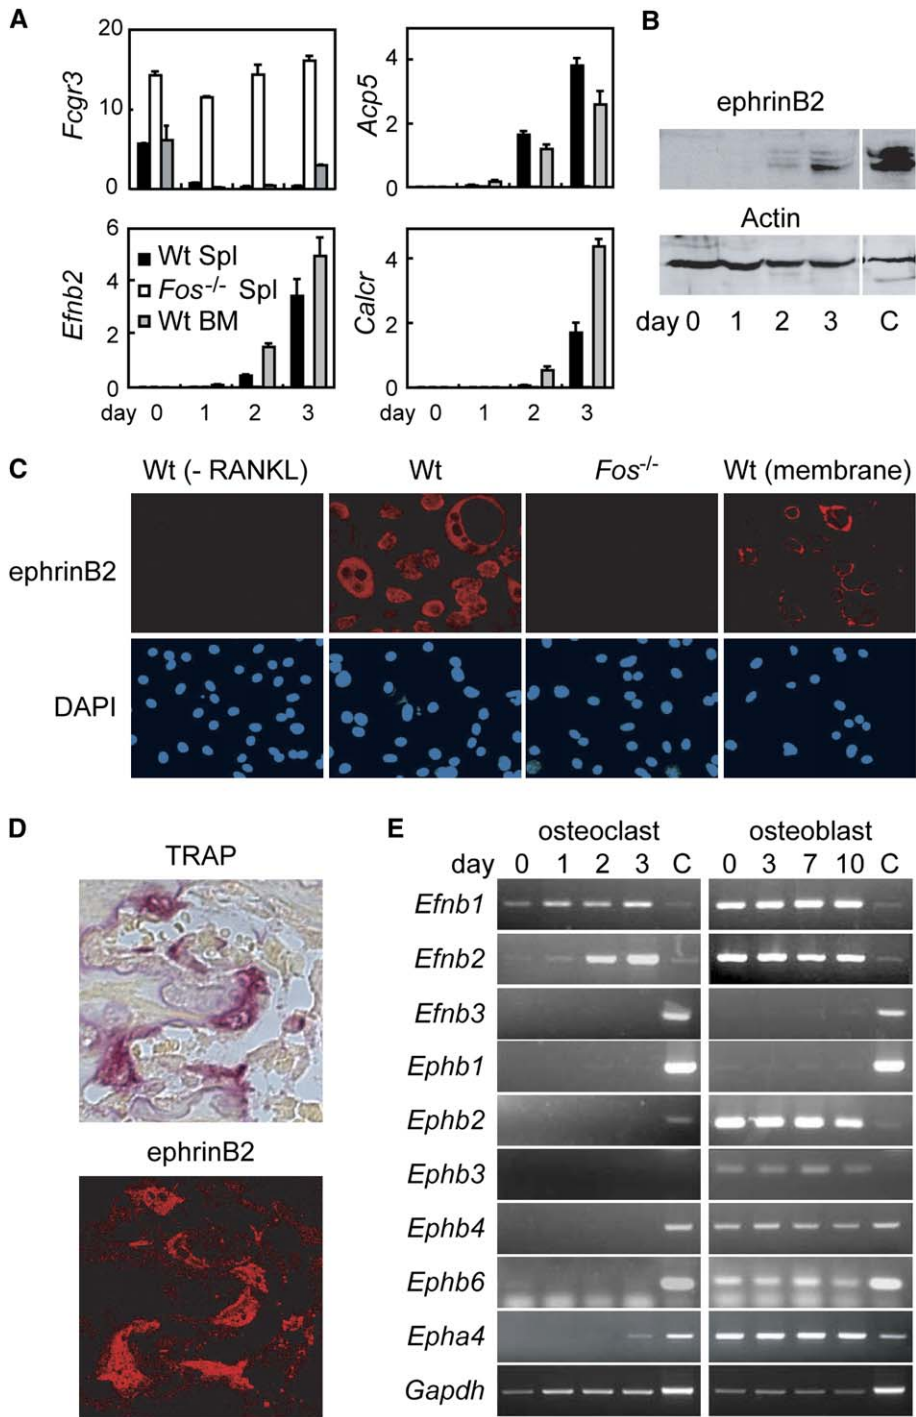 A
20
10
0
Fcgr3
4
2
0
Acp5
6
4
2
0
Efnb2
Wt Spl
Fos-/- Spl
Wt BM
4
2
0
Calcr
day 0 1 2 3
day 0 1 2 3
B
ephrinB2
Actin
day 0 1 2 3 C
C
Wt (- RANKL) Wt Fos-/- Wt (membrane)
ephrinB2
DAPI
D
TRAP
ephrinB2
E
osteoclast osteoblast
day 0 1 2 3 C 0 3 7 10 C
Efnb1
Efnb2
Efnb3
Ephb1
Ephb2
Ephb3
Ephb4
Ephb6
Epha4
Gapdh